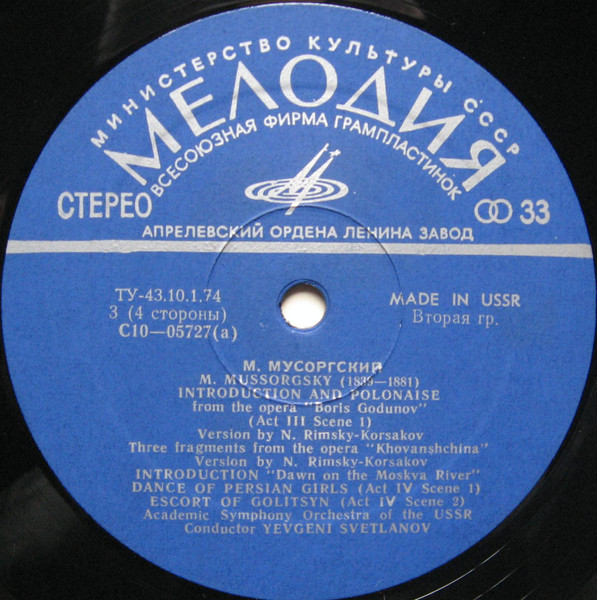 МИНИСТЕРСТВО КУЛЬТУРЫ СССР
МЕЛОДИЯ
ВСЕСОЮЗНАЯ ФИРМА ГРАМПЛАСТИНОК
СТЕРЕО
33
АПРЕЛЕВСКИЙ ОРДЕНА ЛЕНИНА ЗАВОД
ТУ-43.10.1.74
3 (4 стороны)
С10—05727(а)
MADE IN USSR
Вторая гр.
М. МУСОРГСКИЙ
M. MUSSORGSKY (1839—1881)
INTRODUCTION AND POLONAISE
from the opera "Boris Godunov"
(Act III Scene 1)
Version by N. Rimsky-Korsakov
Three fragments from the opera "Khovanshchina"
Version by N. Rimsky-Korsakov
INTRODUCTION "Dawn on the Moskva River"
DANCE OF PERSIAN GIRLS (Act IV Scene 1)
ESCORT OF GOLITSYN (Act IV Scene 2)
Academic Symphony Orchestra of the USSR
Conductor YEVGENI SVETLANOV